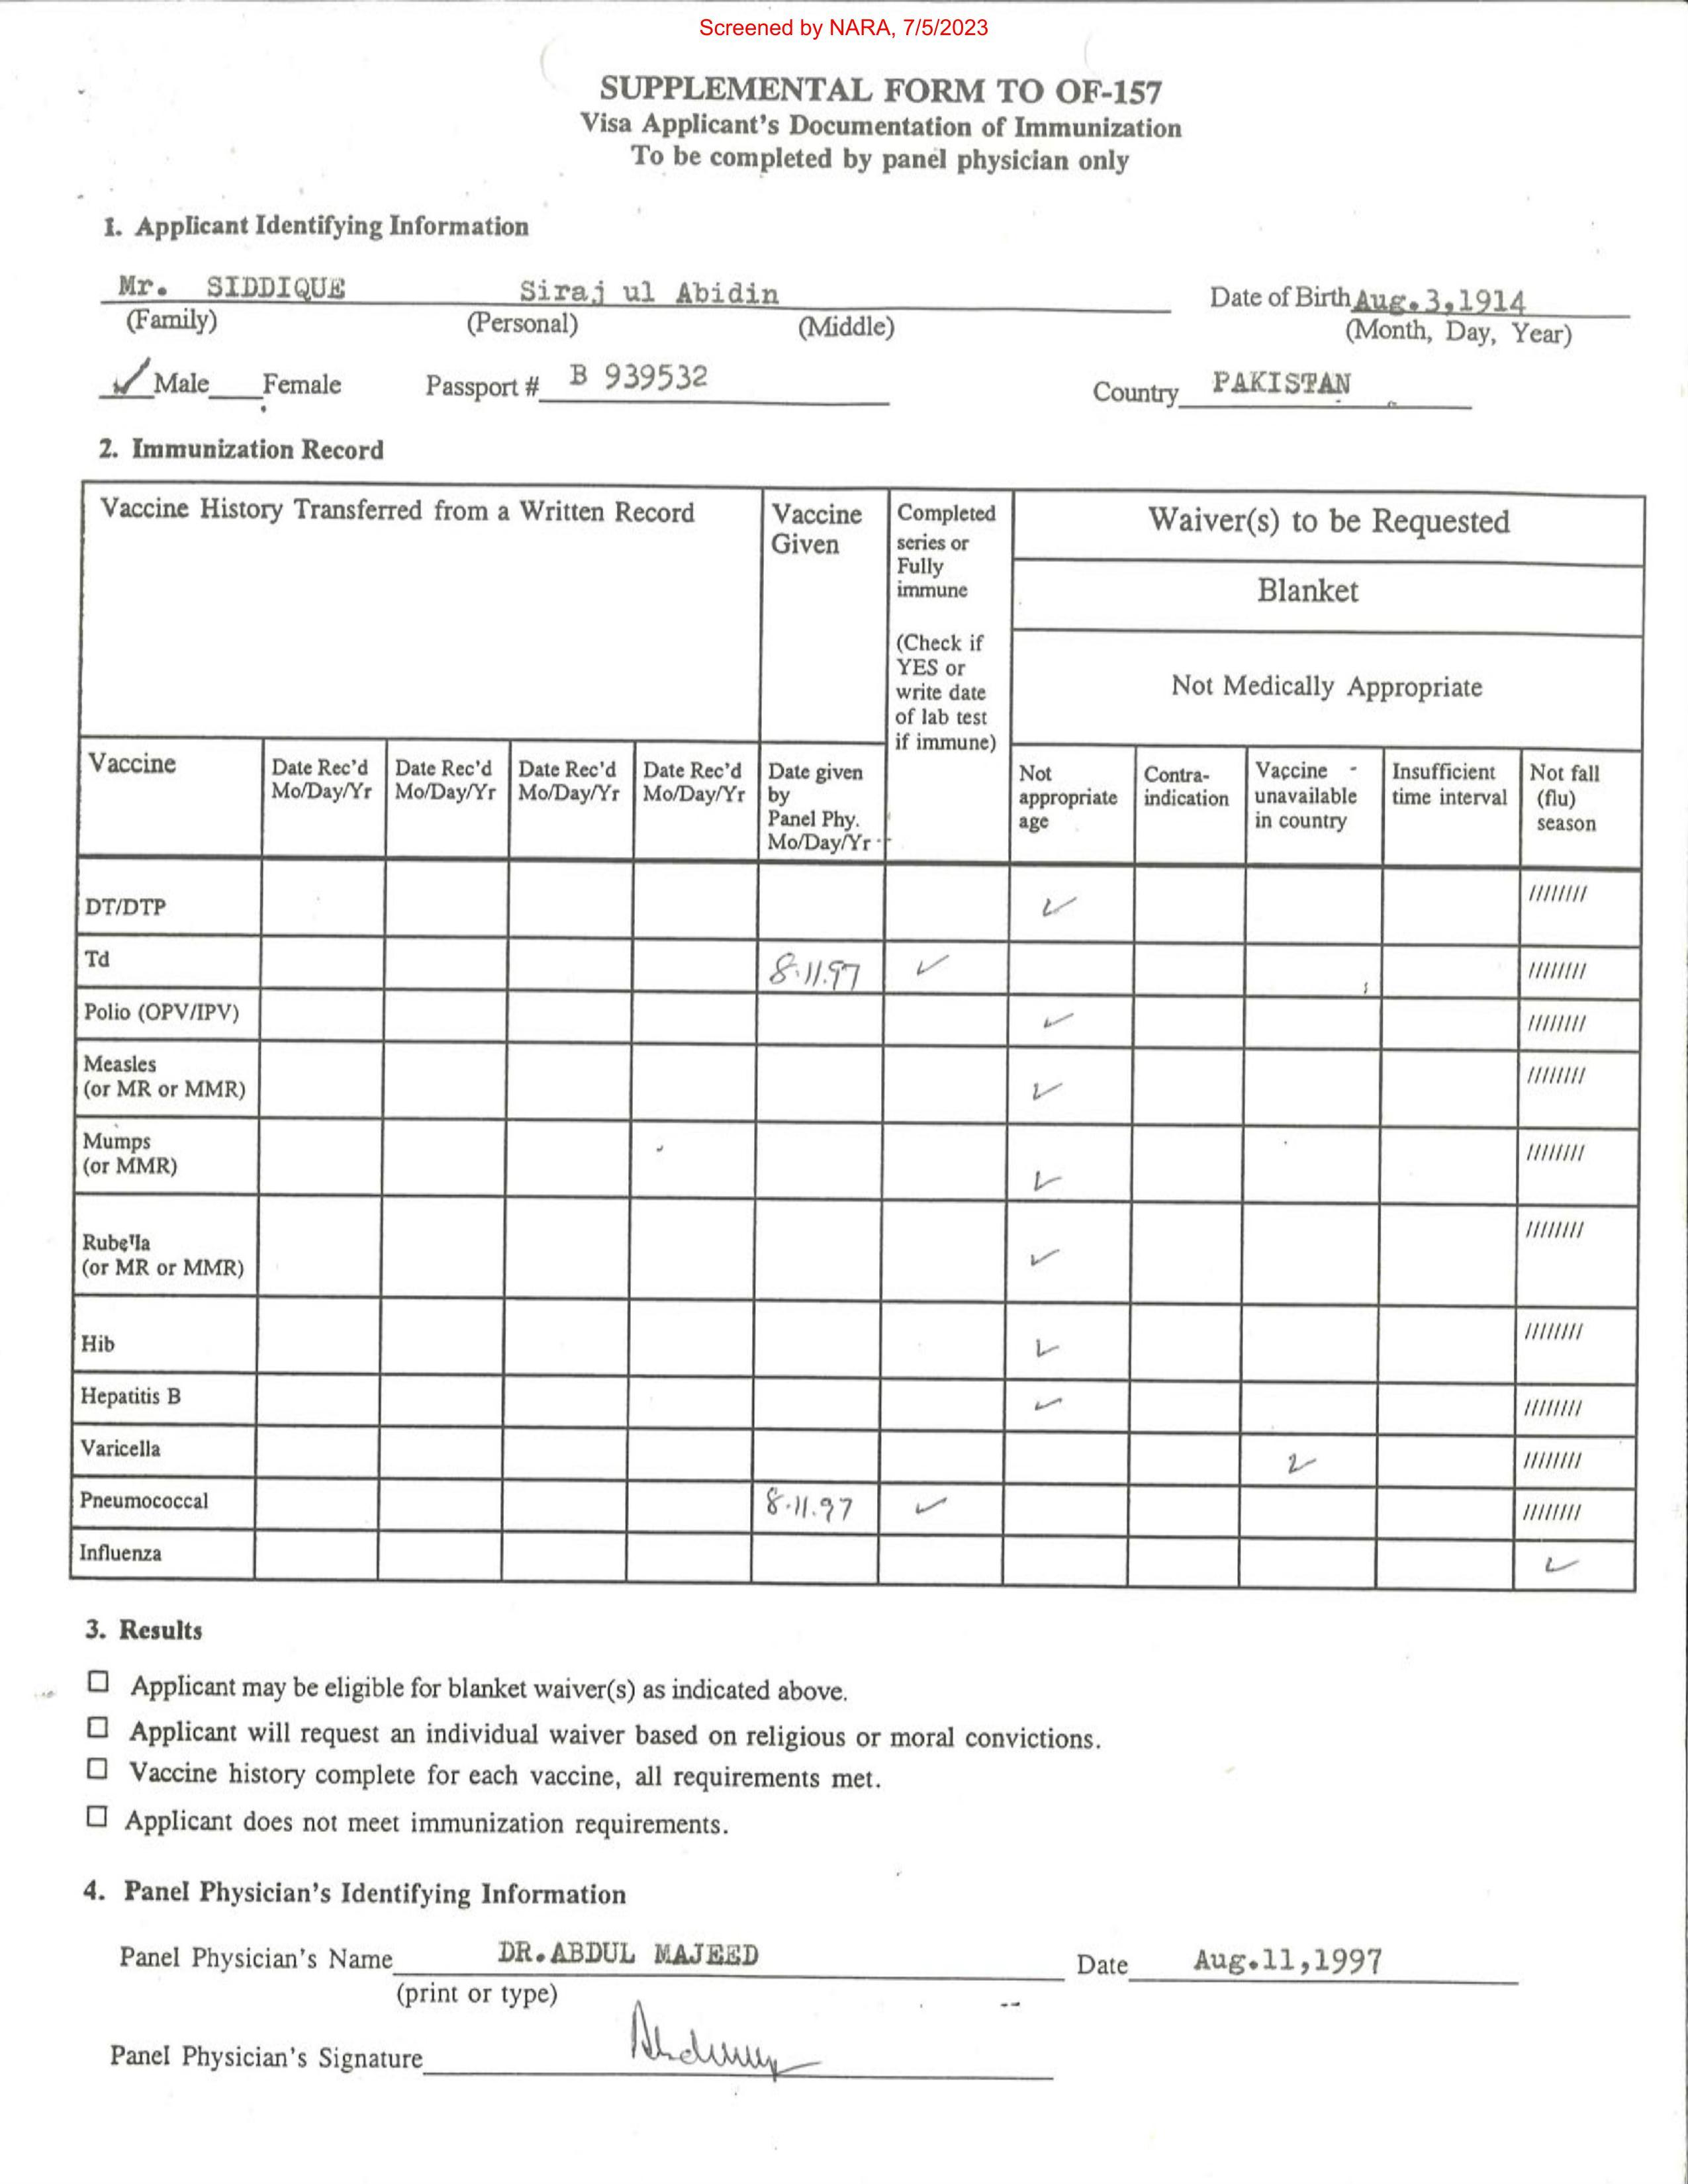 Screened by NARA, 7/5/2023
SUPPLEMENTAL FORM TO OF-157
Visa Applicant's Documentation of Immunization
To be completed by panel physician only
1. Applicant Identifying Information
Mr. SIDDIQUE Siraj ul Abidin Date of Birth Aug.3,1914
(Family) (Personal) (Middle) (Month, Day, Year)
✓ Male ___ Female Passport # B 939532 Country PAKISTAN
2. Immunization Record
Vaccine History Transferred from a Written Record
Vaccine
Given
Completed
series or
Fully
immune
(Check if
YES or
write date
of lab test
if immune)
Waiver(s) to be Requested
Blanket
Not Medically Appropriate
Vaccine
Date Rec'd
Mo/Day/Yr
Date Rec'd
Mo/Day/Yr
Date Rec'd
Mo/Day/Yr
Date Rec'd
Mo/Day/Yr
Date given
by
Panel Phy.
Mo/Day/Yr
Not
appropriate
age
Contra-
indication
Vaccine
unavailable
in country
Insufficient
time interval
Not fall
(flu)
season
DT/DTP ✓ ////////
Td 8.11.97 ✓ ////////
Polio (OPV/IPV) ✓ ////////
Measles
(or MR or MMR) ✓ ////////
Mumps
(or MMR) ✓ ////////
Rubella
(or MR or MMR) ✓ ////////
Hib ✓ ////////
Hepatitis B ✓ ////////
Varicella ✓ ////////
Pneumococcal 8.11.97 ✓ ////////
Influenza ✓
3. Results
☐ Applicant may be eligible for blanket waiver(s) as indicated above.
☐ Applicant will request an individual waiver based on religious or moral convictions.
☐ Vaccine history complete for each vaccine, all requirements met.
☐ Applicant does not meet immunization requirements.
4. Panel Physician's Identifying Information
Panel Physician's Name DR.ABDUL MAJEED Date Aug.11,1997
(print or type)
Panel Physician's Signature